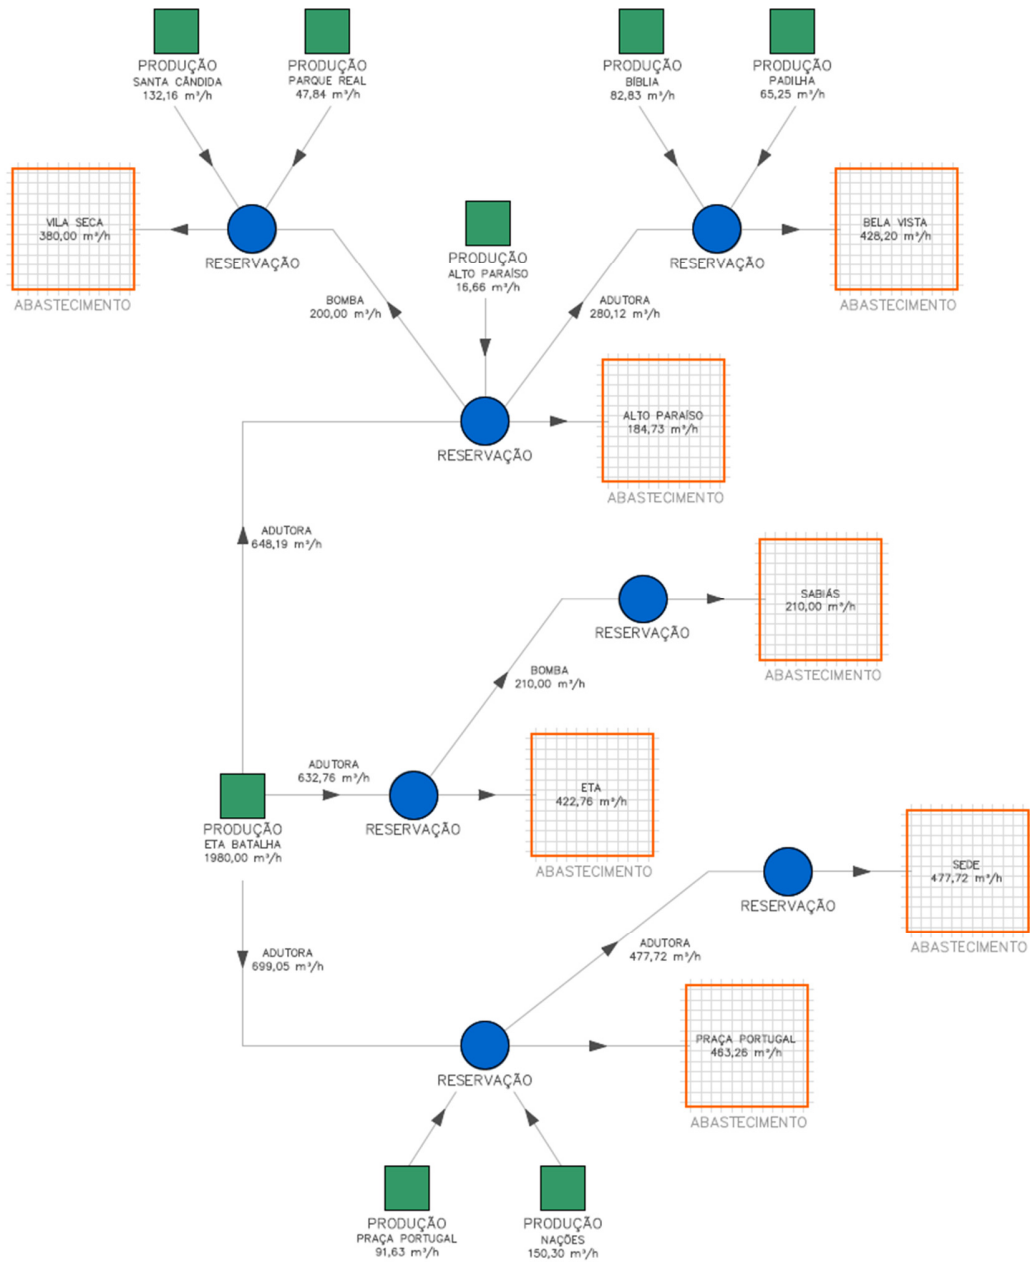 PRODUÇÃO
SANTA CÂNDIDA
132,16 m³/h
PRODUÇÃO
PARQUE REAL
47,84 m³/h
PRODUÇÃO
BÍBLIA
82,83 m³/h
PRODUÇÃO
PADILHA
65,25 m³/h
VILA SECA
380,00 m³/h
ABASTECIMENTO
RESERVAÇÃO
PRODUÇÃO
ALTO PARAÍSO
16,66 m³/h
RESERVAÇÃO
BELA VISTA
428,20 m³/h
ABASTECIMENTO
BOMBA
200,00 m³/h
ADUTORA
280,12 m³/h
RESERVAÇÃO
ALTO PARAÍSO
184,73 m³/h
ABASTECIMENTO
ADUTORA
648,19 m³/h
RESERVAÇÃO
SABIÁS
210,00 m³/h
ABASTECIMENTO
BOMBA
210,00 m³/h
ADUTORA
632,76 m³/h
PRODUÇÃO
ETA BATALHA
1980,00 m³/h
RESERVAÇÃO
ETA
422,76 m³/h
ABASTECIMENTO
RESERVAÇÃO
SEDE
477,72 m³/h
ABASTECIMENTO
ADUTORA
699,05 m³/h
ADUTORA
477,72 m³/h
RESERVAÇÃO
PRAÇA PORTUGAL
463,26 m³/h
ABASTECIMENTO
PRODUÇÃO
PRAÇA PORTUGAL
91,63 m³/h
PRODUÇÃO
NAÇÕES
150,30 m³/h